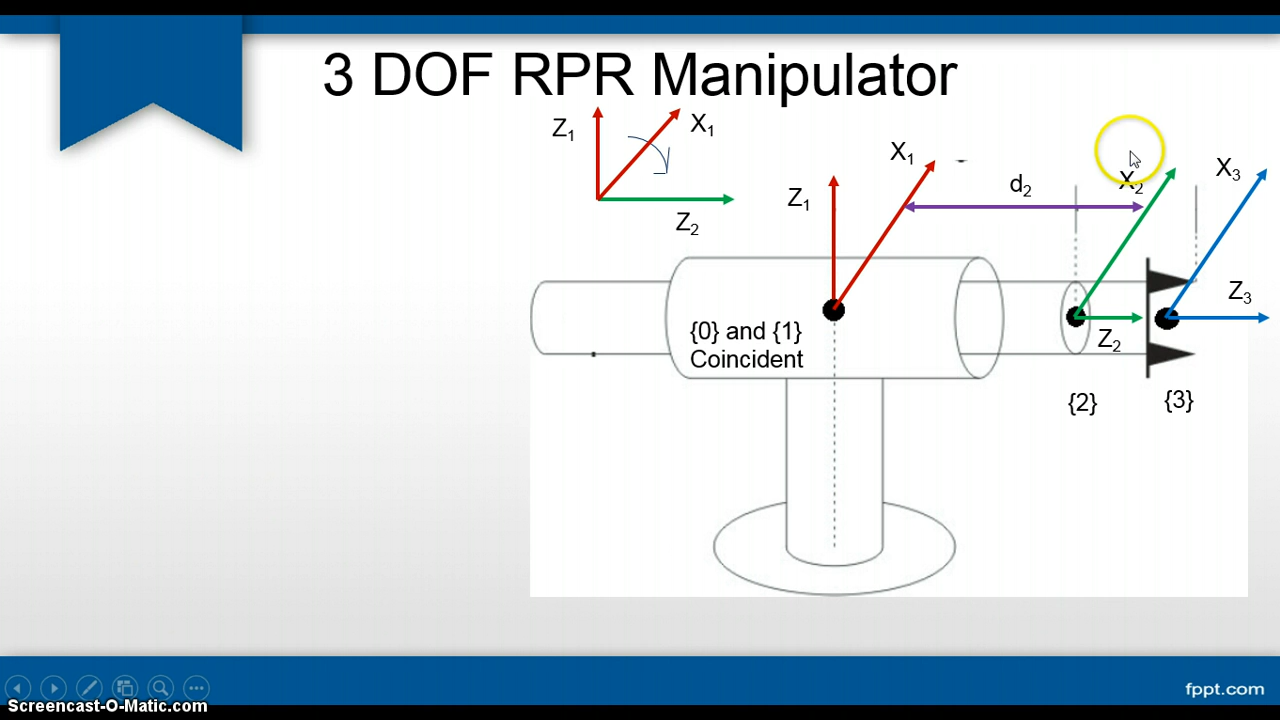 3 DOF RPR Manipulator
Z₁
X₁
Z₂
Z₁
X₁
d₂
X₂
X₃
{0} and {1}
Coincident
Z₂
Z₃
{2}
{3}
fppt.com
Screencast-O-Matic.com